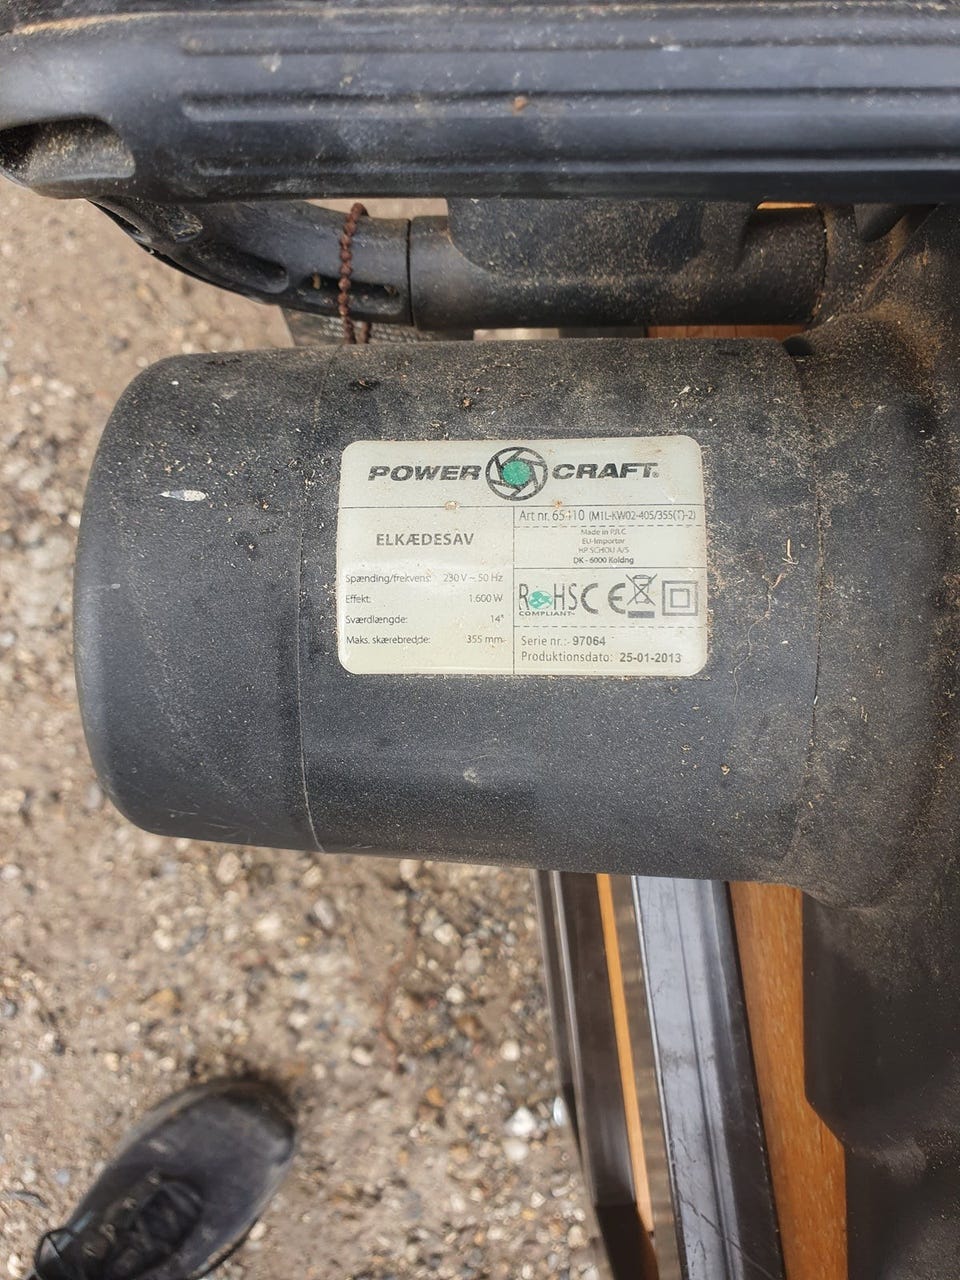 POWER CRAFT®
ELKÆDESAV
Spænding/frekvens: 230 V ~ 50 Hz
Effekt: 1.600 W
Sværdlængde: 14"
Maks. skærebredde: 355 mm
Art nr. 65410 (M1L-KW02-405/355(T)-2)
Made in P.R.C
EU-Importør
HP SCHOU A/S
DK - 6000 Kolding
RoHS CE
COMPLIANT
Serie nr.: 97064
Produktionsdato: 25-01-2013